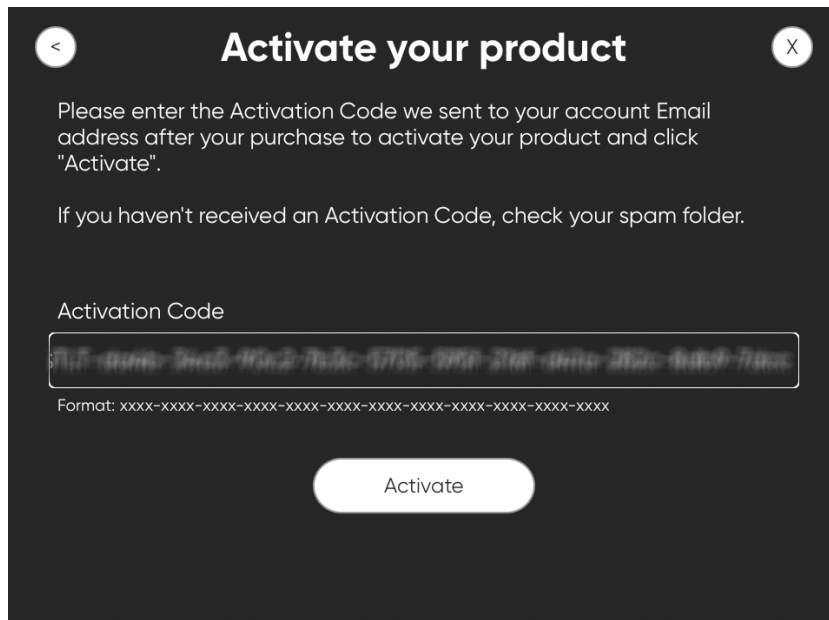 <
Activate your product
X
Please enter the Activation Code we sent to your account Email
address after your purchase to activate your product and click
"Activate".
If you haven't received an Activation Code, check your spam folder.
Activation Code
Format: xxxx-xxxx-xxxx-xxxx-xxxx-xxxx-xxxx-xxxx-xxxx-xxxx-xxxx-xxxx
Activate